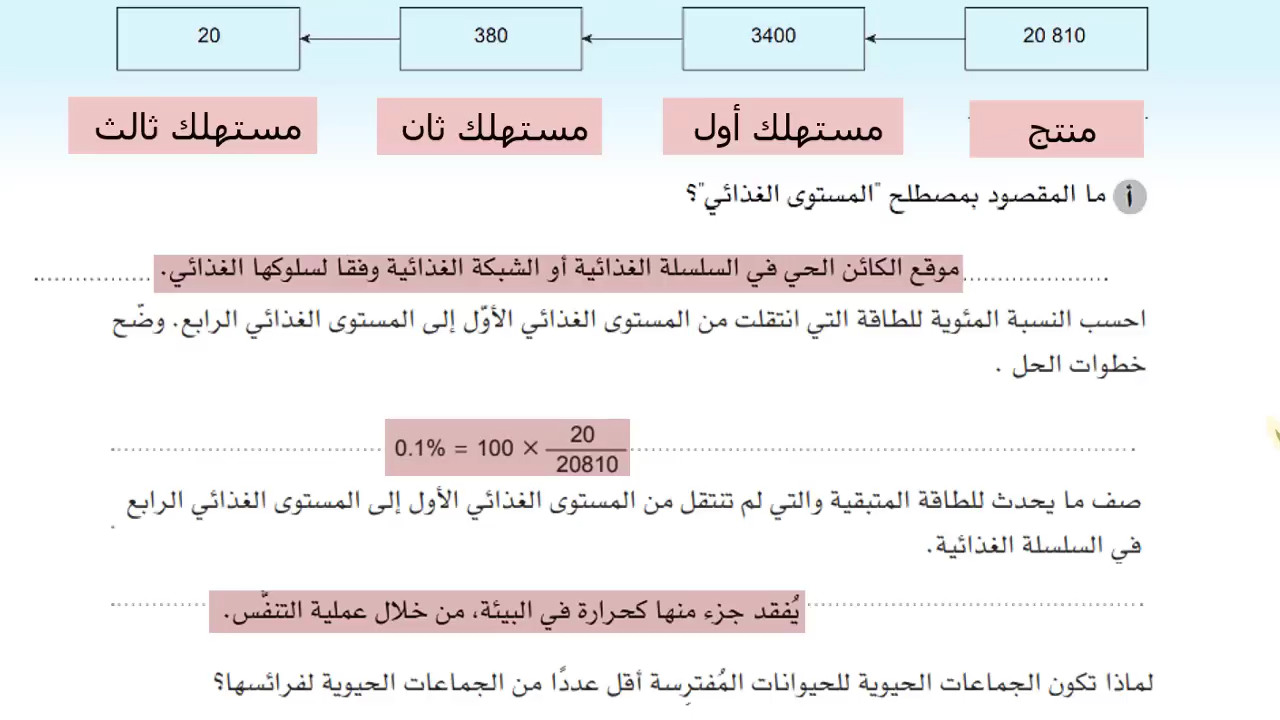 20 810
3400
380
20
منتج
مستهلك أول
مستهلك ثان
مستهلك ثالث
أ ما المقصود بمصطلح "المستوى الغذائي"؟
موقع الكائن الحي في السلسلة الغذائية أو الشبكة الغذائية وفقا لسلوكها الغذائي.
احسب النسبة المئوية للطاقة التي انتقلت من المستوى الغذائي الأوّل إلى المستوى الغذائي الرابع. وضّح
خطوات الحل .
0.1% = 100 × 20/20810
صف ما يحدث للطاقة المتبقية والتي لم تنتقل من المستوى الغذائي الأول إلى المستوى الغذائي الرابع
في السلسلة الغذائية.
يُفقد جزء منها كحرارة في البيئة، من خلال عملية التنفّس.
لماذا تكون الجماعات الحيوية للحيوانات المُفترِسة أقل عددًا من الجماعات الحيوية لفرائسها؟